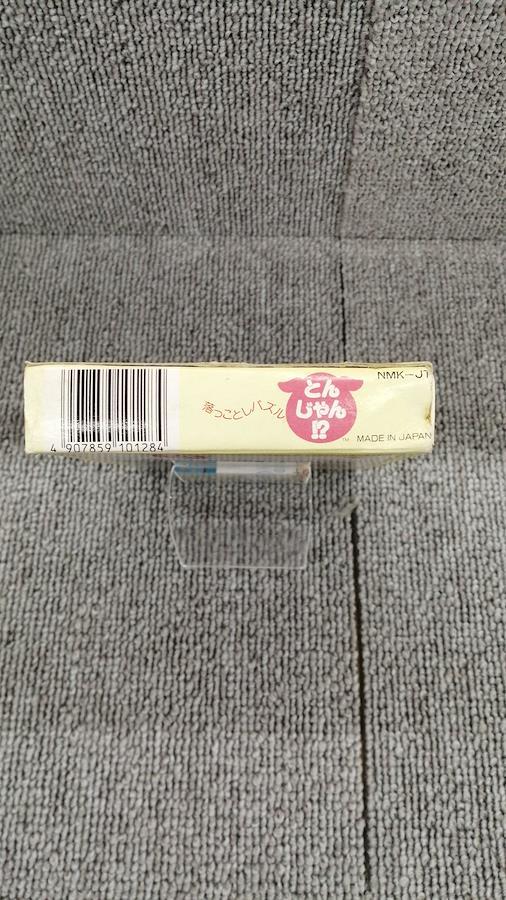 4 907859 101284
落っことしパズル
とん
じゃん
!?
TM
NMK-J1
MADE IN JAPAN